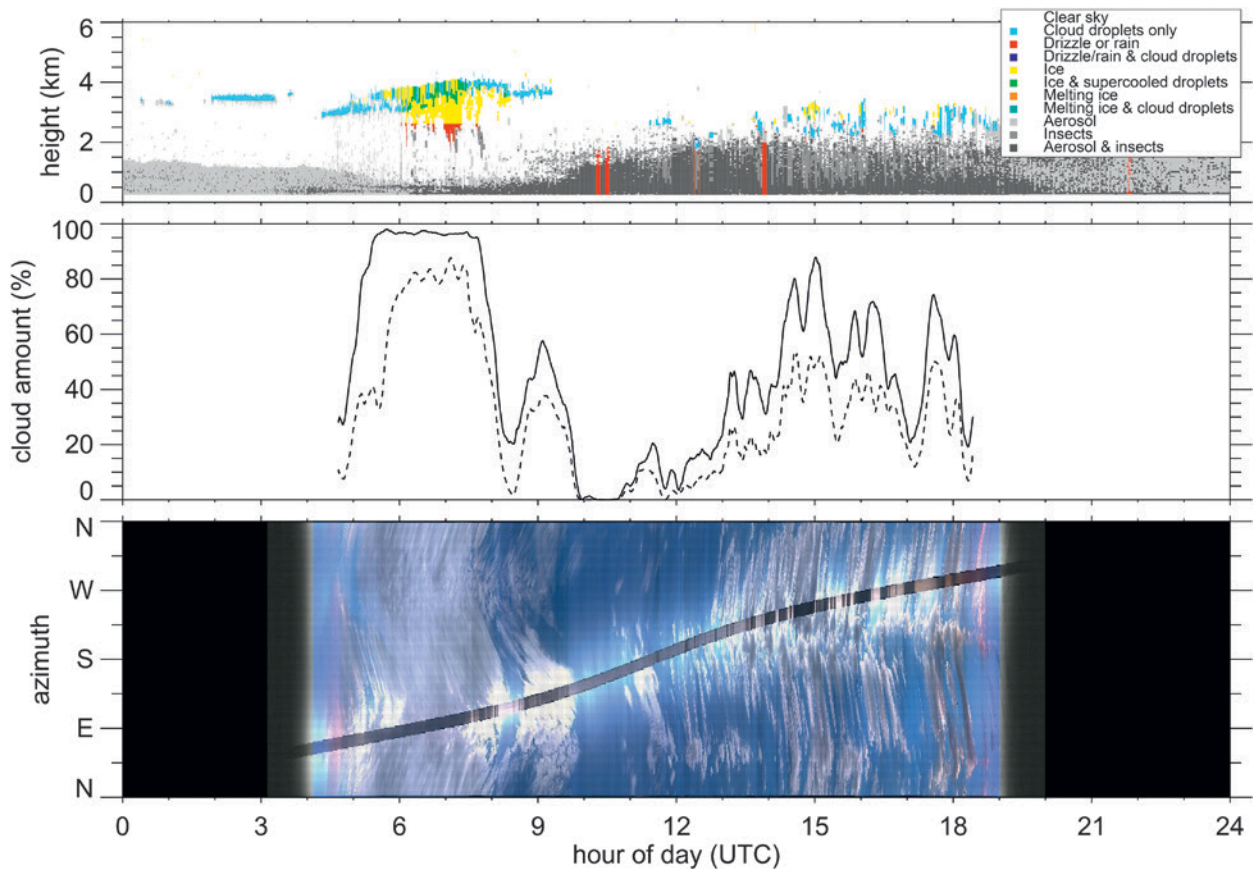 6
4
2
0
height (km)
Clear sky
Cloud droplets only
Drizzle or rain
Drizzle/rain & cloud droplets
Ice
Ice & supercooled droplets
Melting ice
Melting ice & cloud droplets
Aerosol
Insects
Aerosol & insects
100
80
60
40
20
0
cloud amount (%)
N
W
S
E
N
azimuth
0 3 6 9 12 15 18 21 24
hour of day (UTC)